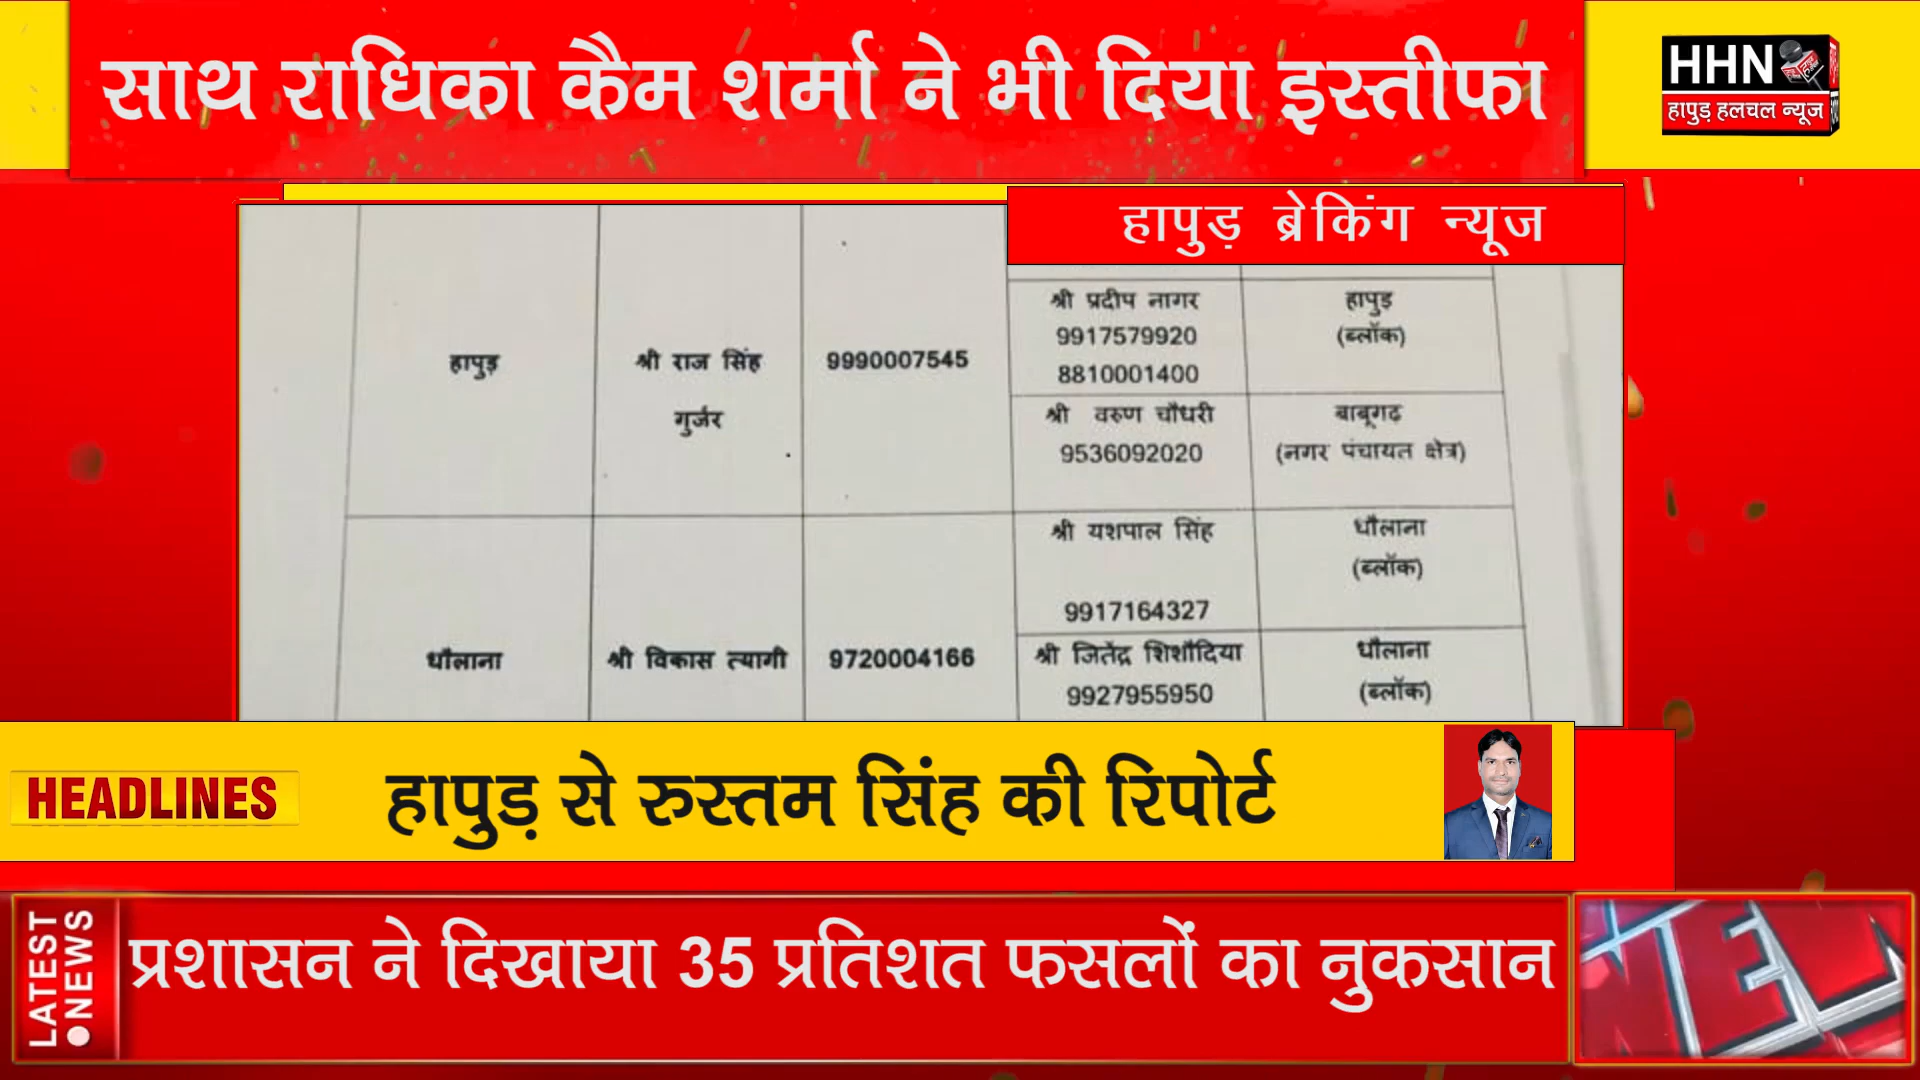 साथ राधिका कैम शर्मा ने भी दिया इस्तीफा
HHN
हापुड़ हलचल न्यूज
हापुड़ ब्रेकिंग न्यूज
श्री प्रदीप नागर
9917579920
8810001400
हापुड़
(ब्लॉक)
हापुड़
श्री राज सिंह
गुर्जर
9990007545
श्री वरुण चौधरी
9536092020
बाबूगढ़
(नगर पंचायत क्षेत्र)
श्री यशपाल सिंह
9917164327
धौलाना
(ब्लॉक)
धौलाना
श्री विकास त्यागी
9720004166
श्री जितेंद्र शिशौदिया
9927955950
धौलाना
(ब्लॉक)
HEADLINES
हापुड़ से रुस्तम सिंह की रिपोर्ट
LATEST
NEWS
प्रशासन ने दिखाया 35 प्रतिशत फसलों का नुकसान